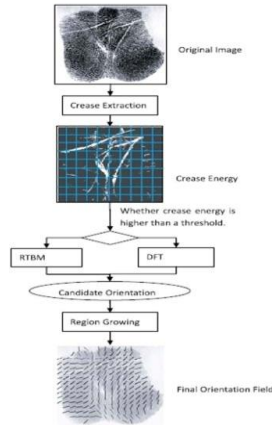 Original Image
Crease Extraction
Crease Energy
Whether crease energy is
higher than a threshold.
RTBM
DFT
Candidate Orientation
Region Growing
Final Orientation Field